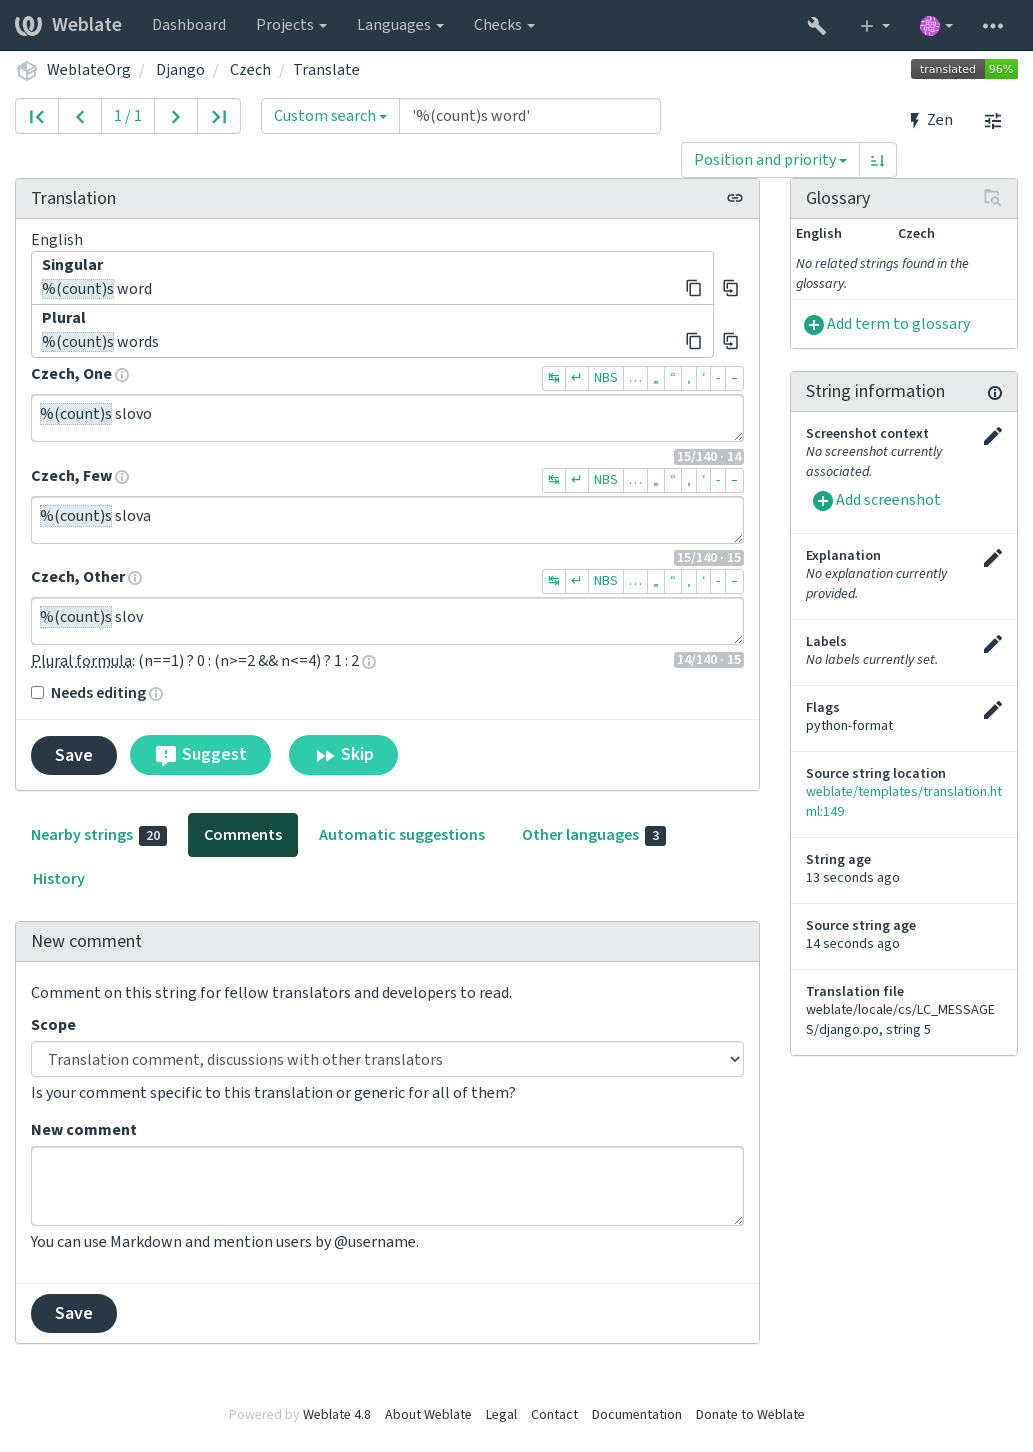 Weblate Dashboard Projects Languages Checks
WeblateOrg / Django / Czech / Translate
translated 96%
1 / 1
Custom search '%(count)s word'
Zen
Position and priority
Translation
English
Singular
%(count)s word
Plural
%(count)s words
Czech, One
↹ ↵ NBS … „ “ ‚ ‘ - –
%(count)s slovo
15/140 · 14
Czech, Few
↹ ↵ NBS … „ “ ‚ ‘ - –
%(count)s slova
15/140 · 15
Czech, Other
↹ ↵ NBS … „ “ ‚ ‘ - –
%(count)s slov
Plural formula: (n==1) ? 0 : (n>=2 && n<=4) ? 1 : 2
14/140 · 15
Needs editing
Save Suggest Skip
Nearby strings 20 Comments Automatic suggestions Other languages 3
History
New comment
Comment on this string for fellow translators and developers to read.
Scope
Translation comment, discussions with other translators
Is your comment specific to this translation or generic for all of them?
New comment
You can use Markdown and mention users by @username.
Save
Glossary
English Czech
No related strings found in the
glossary.
Add term to glossary
String information
Screenshot context
No screenshot currently
associated.
Add screenshot
Explanation
No explanation currently
provided.
Labels
No labels currently set.
Flags
python-format
Source string location
weblate/templates/translation.ht
ml:149
String age
13 seconds ago
Source string age
14 seconds ago
Translation file
weblate/locale/cs/LC_MESSAGE
S/django.po, string 5
Powered by Weblate 4.8 About Weblate Legal Contact Documentation Donate to Weblate